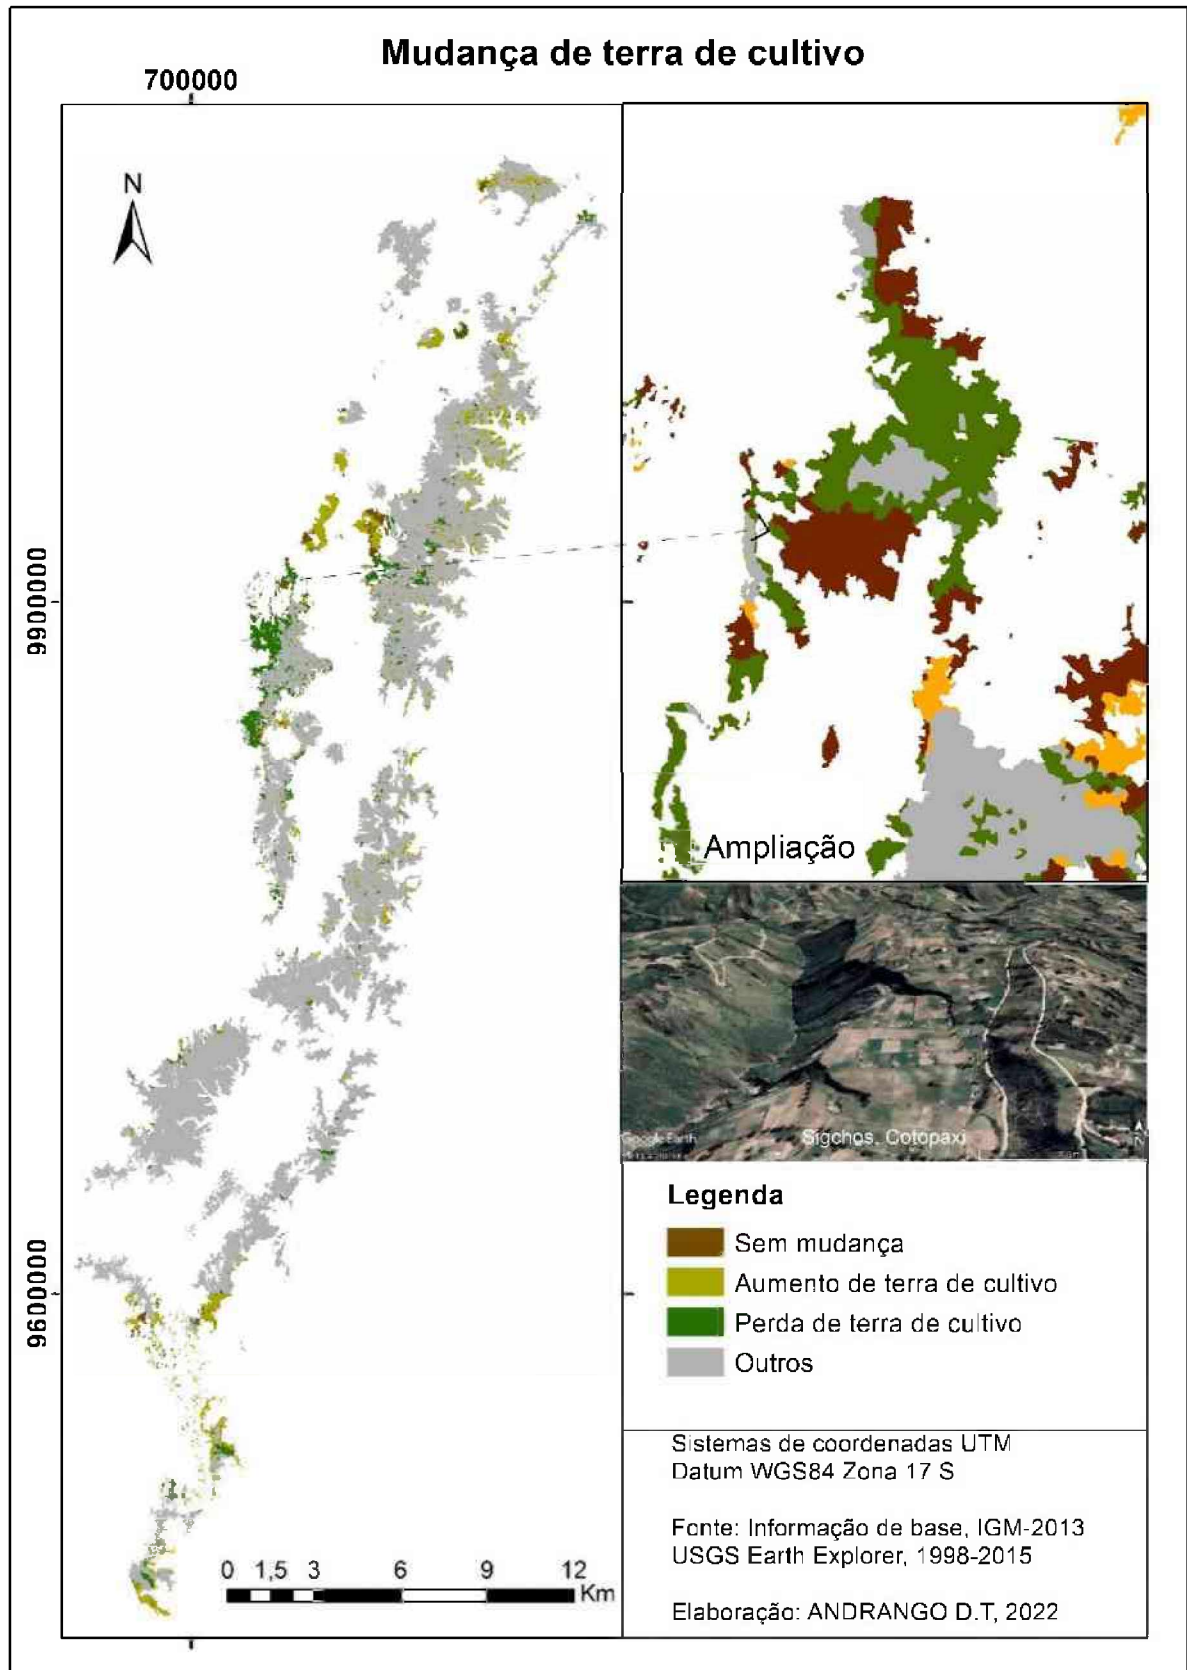 Mudança de terra de cultivo
700000
N
9900000
9600000
Ampliação
Google Earth
Sigchos, Cotopaxi
N
Legenda
Sem mudança
Aumento de terra de cultivo
Perda de terra de cultivo
Outros
Sistemas de coordenadas UTM
Datum WGS84 Zona 17 S
Fonte: Informação de base, IGM-2013
USGS Earth Explorer, 1998-2015
Elaboração: ANDRANGO D.T, 2022
0 1,5 3 6 9 12
Km